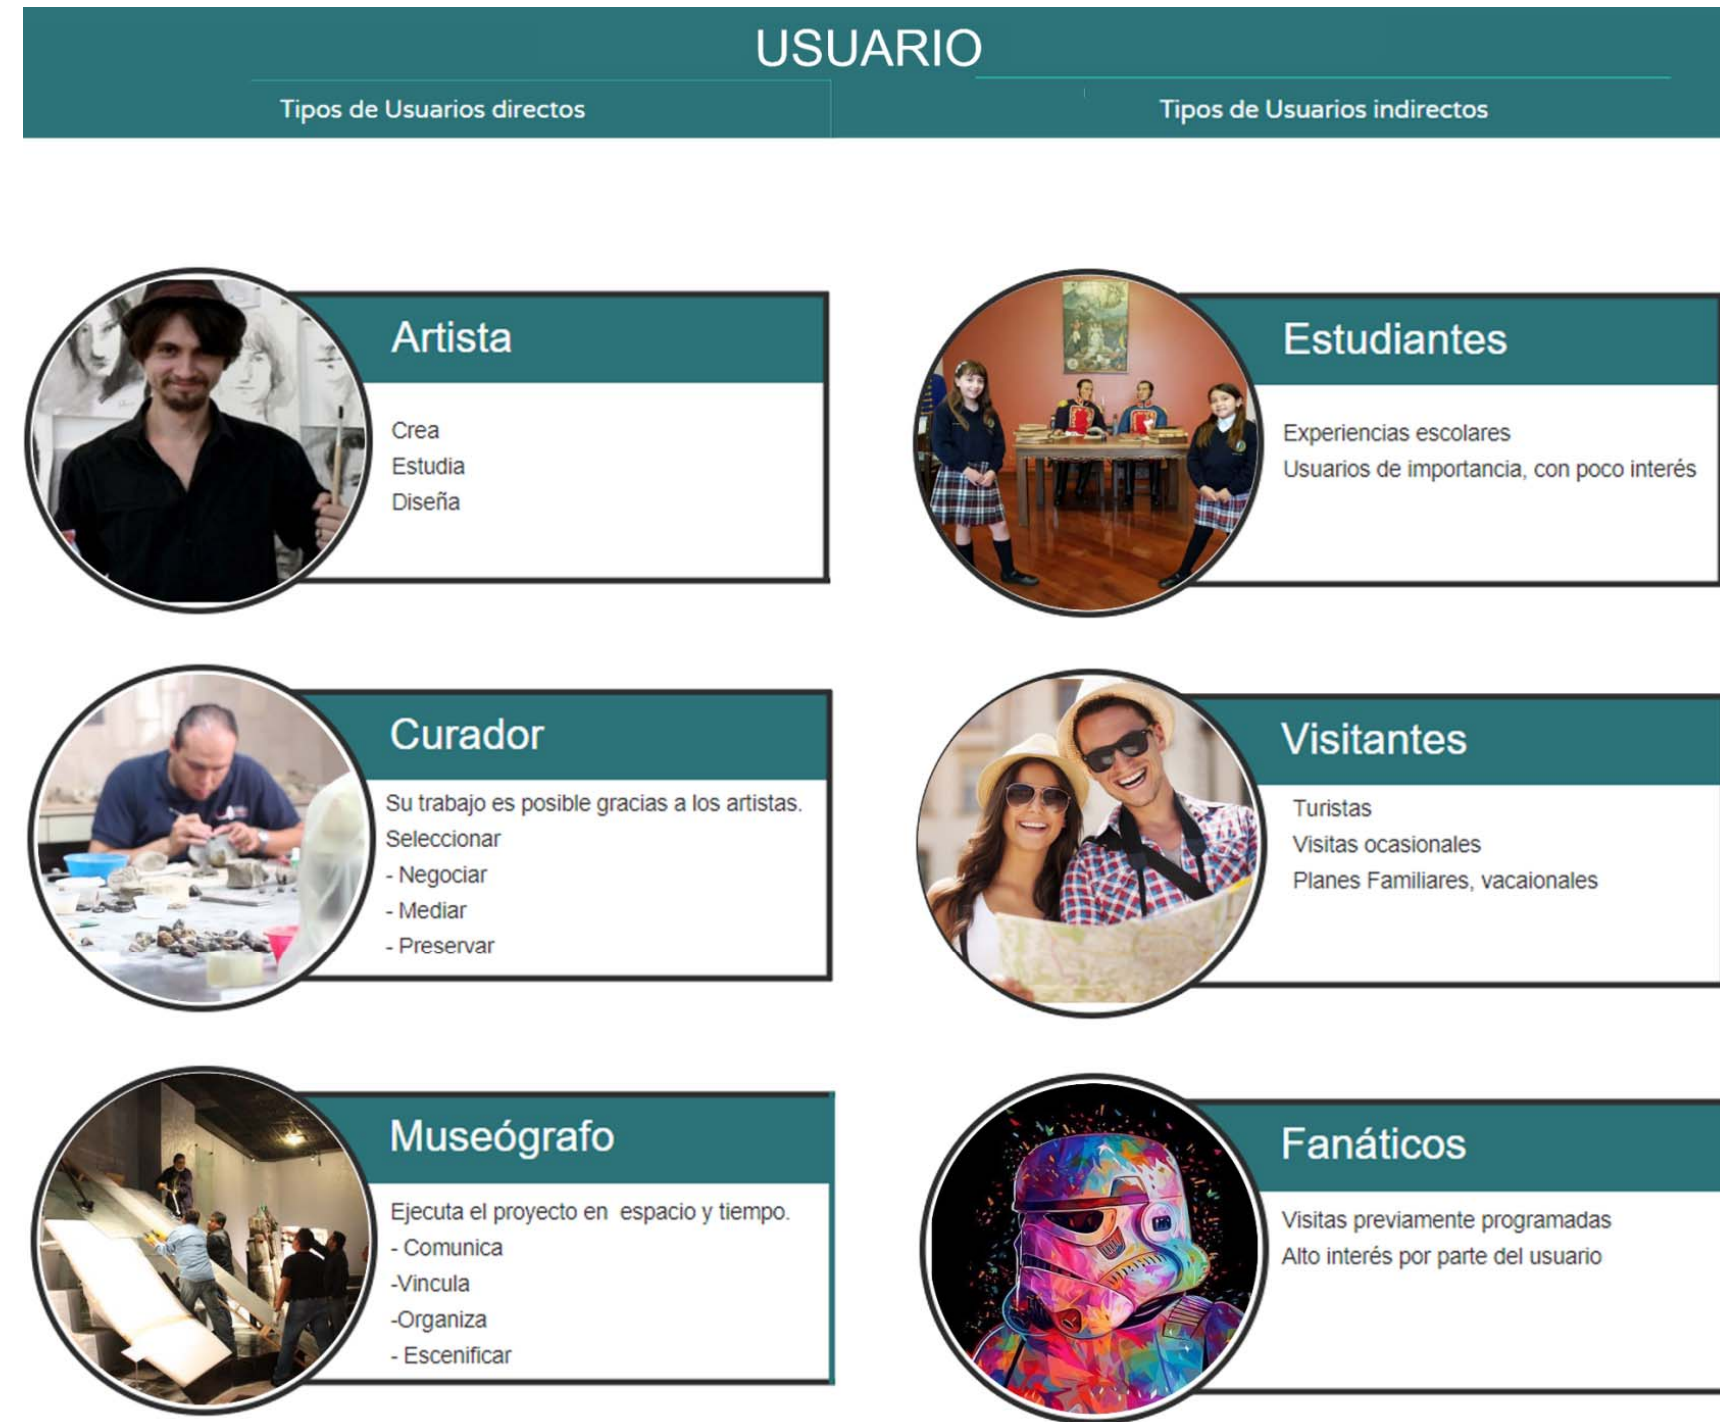 USUARIO
Tipos de Usuarios directos
Tipos de Usuarios indirectos
Artista
Crea
Estudia
Diseña
Estudiantes
Experiencias escolares
Usuarios de importancia, con poco interés
Curador
Su trabajo es posible gracias a los artistas.
Seleccionar
- Negociar
- Mediar
- Preservar
Visitantes
Turistas
Visitas ocasionales
Planes Familiares, vacaionales
Museógrafo
Ejecuta el proyecto en  espacio y tiempo.
- Comunica
-Vincula
-Organiza
- Escenificar
Fanáticos
Visitas previamente programadas
Alto interés por parte del usuario